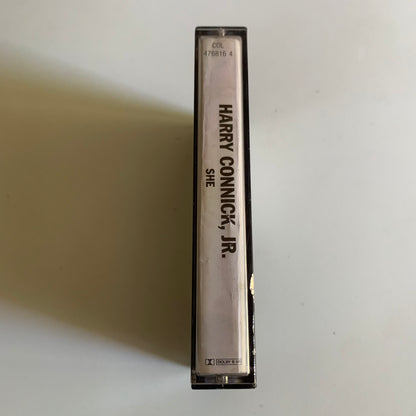 COL
476816 4
HARRY CONNICK, JR.
SHE
DOLBY B NR